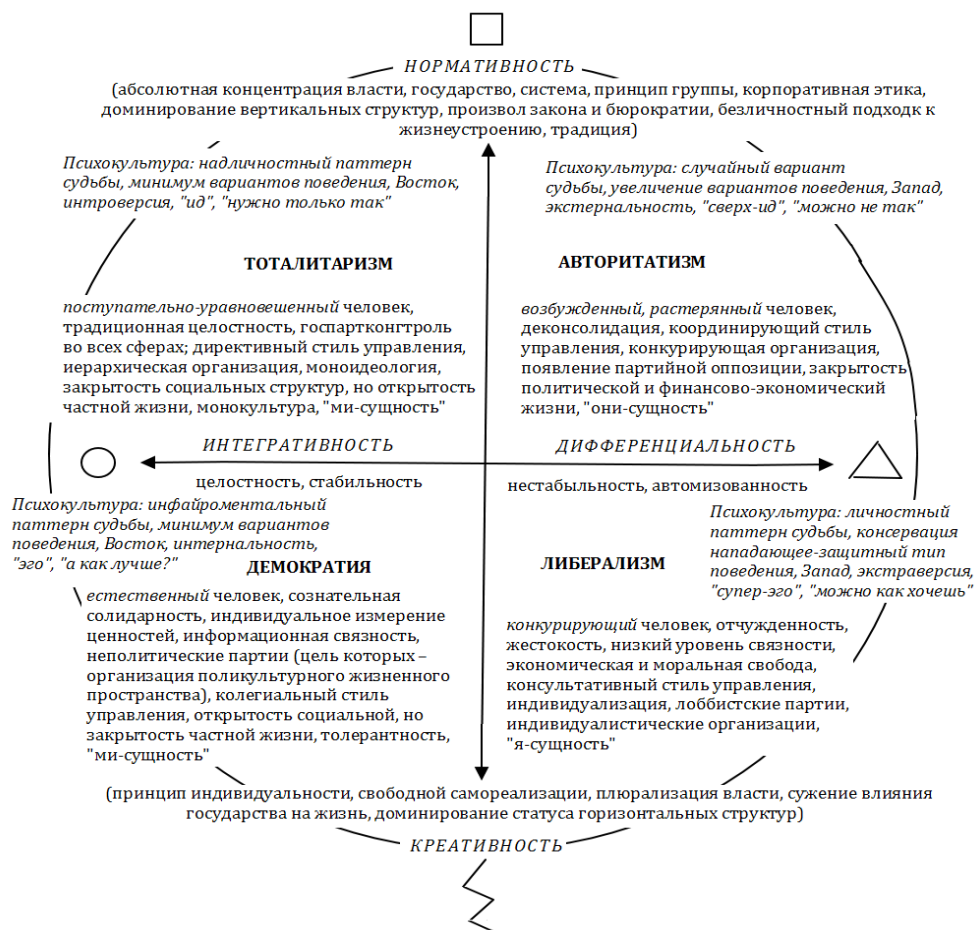 НОРМАТИВНОСТЬ
(абсолютная концентрация власти, государство, система, принцип группы, корпоративная этика,
доминирование вертикальных структур, произвол закона и бюрократии, безличностный подходк к
жизнеустроению, традиция)
Психокультура: надличностный паттерн
судьбы, минимум вариантов поведения, Восток,
интроверсия, "ид", "нужно только так"
Психокультура: случайный вариант
судьбы, увеличение вариантов поведения, Запад,
экстернальность, "сверх-ид", "можно не так"
ТОТАЛИТАРИЗМ
поступательно-уравновешенный человек,
традиционная целостность, госпартконгтроль
во всех сферах; директивный стиль управления,
иерархическая организация, моноидеология,
закрытость социальных структур, но открытость
частной жизни, монокультура, "ми-сущность"
АВТОРИТАТИЗМ
возбужденный, растерянный человек,
деконсолидация, координирующий стиль
управления, конкурирующая организация,
появление партийной оппозиции, закрытость
политической и финансово-экономический
жизни, "они-сущность"
ИНТЕГРАТИВНОСТЬ
ДИФФЕРЕНЦИАЛЬНОСТЬ
целостность, стабильность
нестабыльность, автомизованность
Психокультура: инфайроментальный
паттрен судьбы, минимум вариантов
поведения, Восток, интернальность,
"эго", "а как лучше?"
Психокультура: личностный
паттерн судьбы, консервация
нападающее-защитный тип
поведения, Запад, экстраверсия,
"супер-эго", "можно как хочешь"
ДЕМОКРАТИЯ
естественный человек, сознательная
солидарность, индивидуальное измерение
ценностей, информационная связность,
неполитические партии (цель которых –
организация поликультурного жизненного
пространства), колегиальный стиль
управления, открытость социальной, но
закрытость частной жизни, толерантность,
"ми-сущность"
ЛИБЕРАЛИЗМ
конкурирующий человек, отчужденность,
жестокость, низкий уровень связности,
экономическая и моральная свобода,
консультативный стиль управления,
индивидуализация, лоббистские партии,
индивидуалистические организации,
"я-сущность"
(принцип индивидуальности, свободной самореализации, плюрализация власти, сужение влияния
государства на жизнь, доминирование статуса горизонтальных структур)
КРЕАТИВНОСТЬ